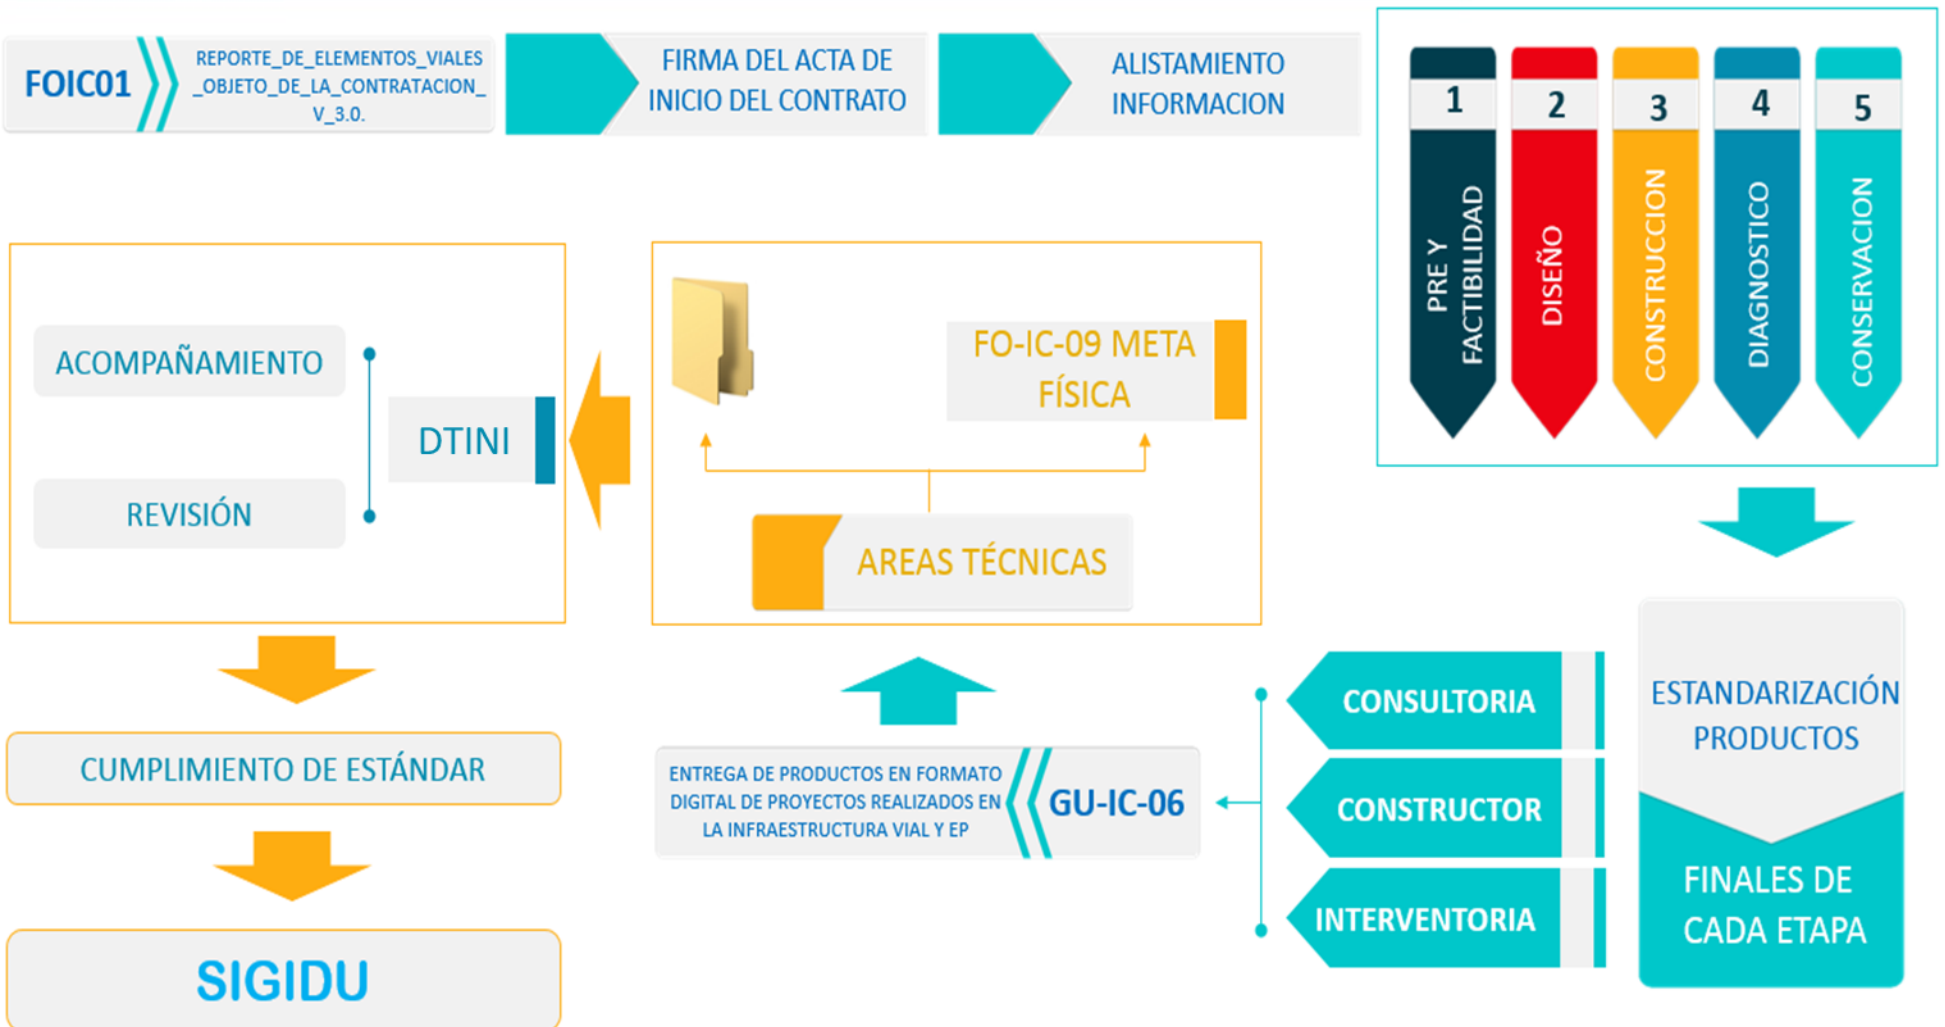 FOIC01
REPORTE_DE_ELEMENTOS_VIALES
_OBJETO_DE_LA_CONTRATACION_
V_3.0.
FIRMA DEL ACTA DE
INICIO DEL CONTRATO
ALISTAMIENTO
INFORMACION
1
2
3
4
5
PRE Y
FACTIBILIDAD
DISEÑO
CONSTRUCCION
DIAGNOSTICO
CONSERVACION
ESTANDARIZACIÓN
PRODUCTOS
FINALES DE
CADA ETAPA
CONSULTORIA
CONSTRUCTOR
INTERVENTORIA
GU-IC-06
ENTREGA DE PRODUCTOS EN FORMATO
DIGITAL DE PROYECTOS REALIZADOS EN
LA INFRAESTRUCTURA VIAL Y EP
AREAS TÉCNICAS
FO-IC-09 META
FÍSICA
DTINI
ACOMPAÑAMIENTO
REVISIÓN
CUMPLIMIENTO DE ESTÁNDAR
SIGIDU